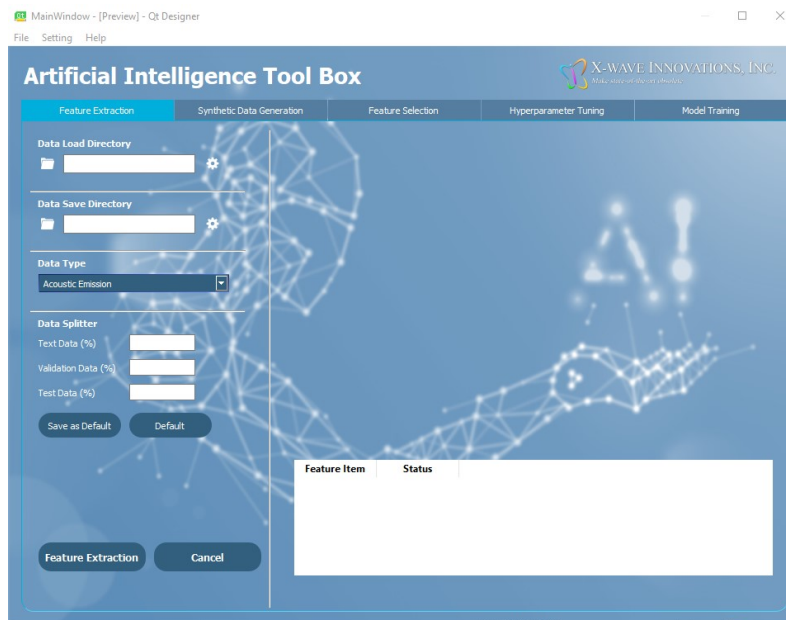 MainWindow - [Preview] - Qt Designer
File Setting Help
Artificial Intelligence Tool Box
X-WAVE INNOVATIONS, INC.
Feature Extraction Synthetic Data Generation Feature Selection Hyperparameter Tuning Model Training
Data Load Directory
Data Save Directory
Data Type
Acoustic Emission
Data Splitter
Text Data (%)
Validation Data (%)
Test Data (%)
Save as Default Default
Feature Item Status
Feature Extraction Cancel
AI